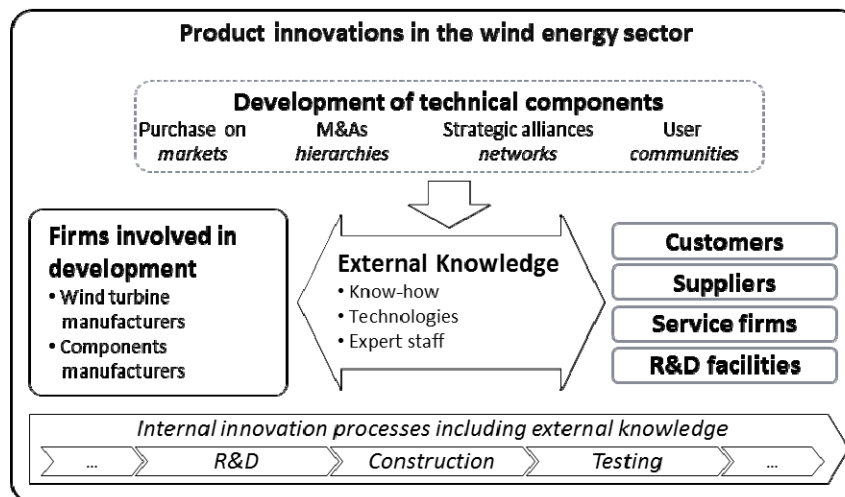 Product innovations in the wind energy sector
Development of technical components
Purchase on M&As Strategic alliances User
markets hierarchies networks communities
Firms involved in
development
• Wind turbine
manufacturers
• Components
manufacturers
External Knowledge
• Know-how
• Technologies
• Expert staff
Customers
Suppliers
Service firms
R&D facilities
Internal innovation processes including external knowledge
... R&D Construction Testing ...